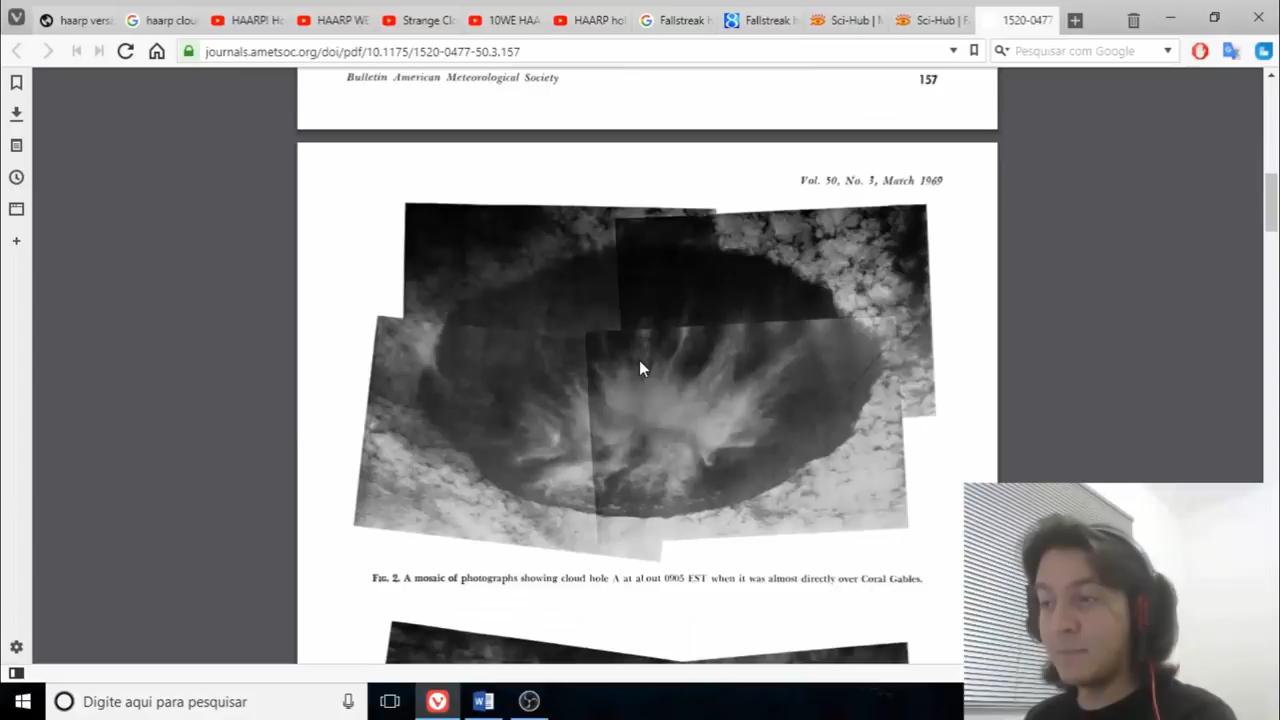 haarp vers
haarp clou
HAARP! H
HAARP WE
Strange Cl
10WE HAA
HAARP hol
Fallstreak h
Fallstreak h
Sci-Hub |
Sci-Hub |
1520-0477
journals.ametsoc.org/doi/pdf/10.1175/1520-0477-50.3.157
Pesquisar com Google
Bulletin American Meteorological Society
157
Vol. 50, No. 3, March 1969
FIG. 2. A mosaic of photographs showing cloud hole A at about 0905 EST when it was almost directly over Coral Gables.
Digite aqui para pesquisar